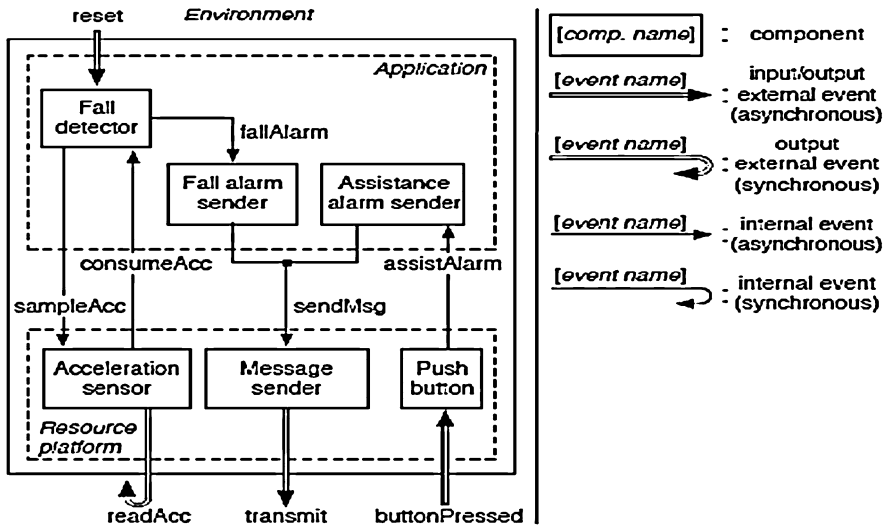 reset
Environment
Application
Fall
detector
fallAlarm
Fall alarm
sender
Assistance
alarm sender
consumeAcc
assistAlarm
sampleAcc
sendMsg
Acceleration
sensor
Message
sender
Push
button
Resource
platform
readAcc
transmit
buttonPressed
[comp. name]
: component
[event name]
: input/output
external event
(asynchronous)
[event name]
: output
external event
(synchronous)
[event name]
: internal event
(asynchronous)
[event name]
: internal event
(synchronous)